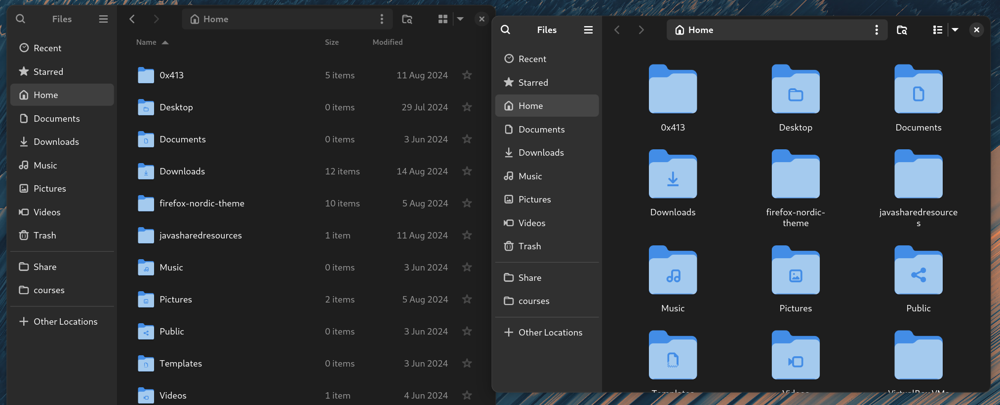 Files
Home
Recent
Starred
Home
Documents
Downloads
Music
Pictures
Videos
Trash
Share
courses
Other Locations
Name Size Modified
0x413 5 items 11 Aug 2024
Desktop 0 items 29 Jul 2024
Documents 0 items 3 Jun 2024
Downloads 12 items 14 Aug 2024
firefox-nordic-theme 10 items 5 Aug 2024
javasharedresources 1 item 11 Aug 2024
Music 0 items 3 Jun 2024
Pictures 2 items 5 Aug 2024
Public 0 items 3 Jun 2024
Templates 0 items 3 Jun 2024
Videos 1 item 4 Jun 2024
Files
Home
Recent
Starred
Home
Documents
Downloads
Music
Pictures
Videos
Trash
Share
courses
Other Locations
0x413 Desktop Documents
Downloads firefox-nordic- javasharedresource
theme s
Music Pictures Public
Templates Videos VirtualBox VMs